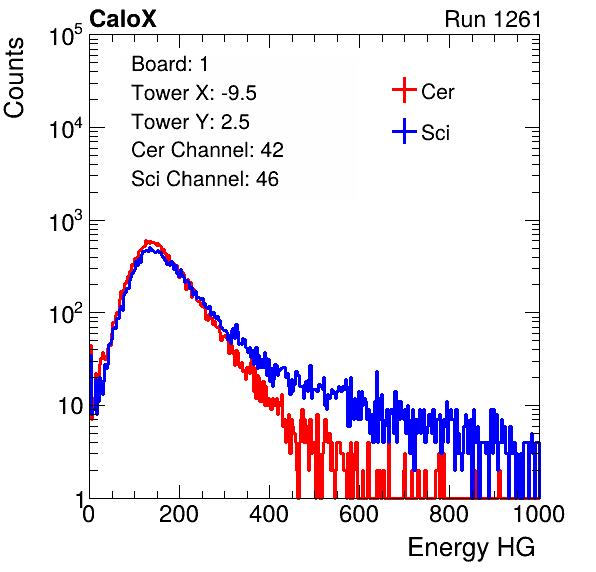 CaloX Run 1261
Counts
Board: 1
Tower X: -9.5
Tower Y: 2.5
Cer Channel: 42
Sci Channel: 46
Cer
Sci
10^5
10^4
10^3
10^2
10
1
0 200 400 600 800 1000
Energy HG